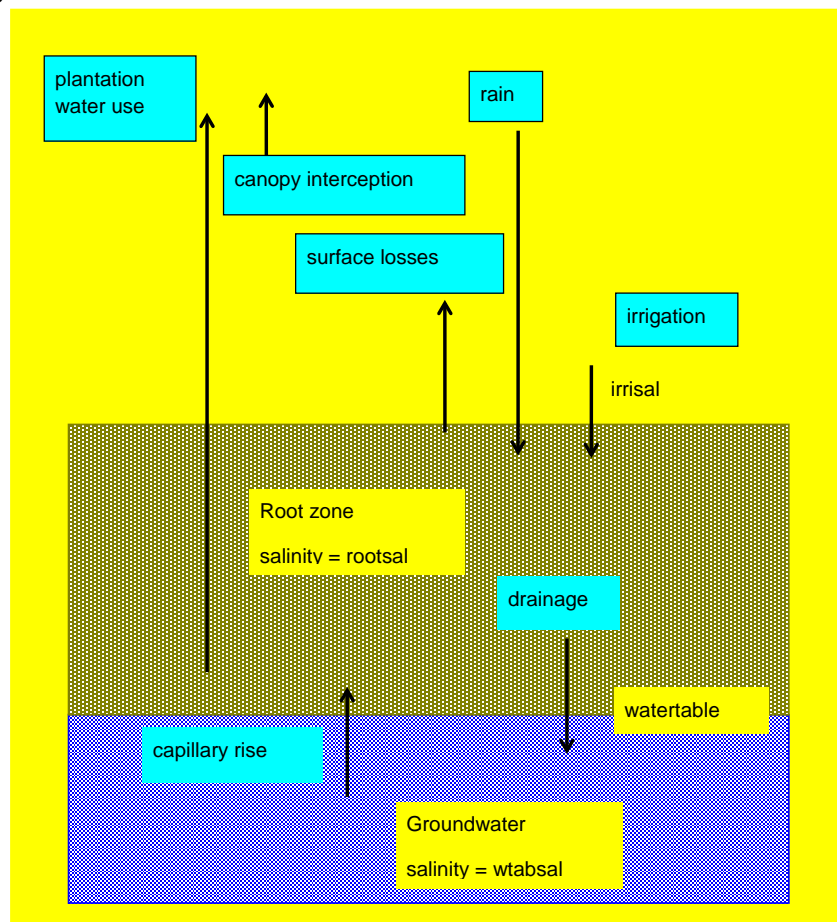 plantation
water use
rain
canopy interception
surface losses
irrigation
irrisal
Root zone
salinity = rootsal
drainage
watertable
capillary rise
Groundwater
salinity = wtabsal